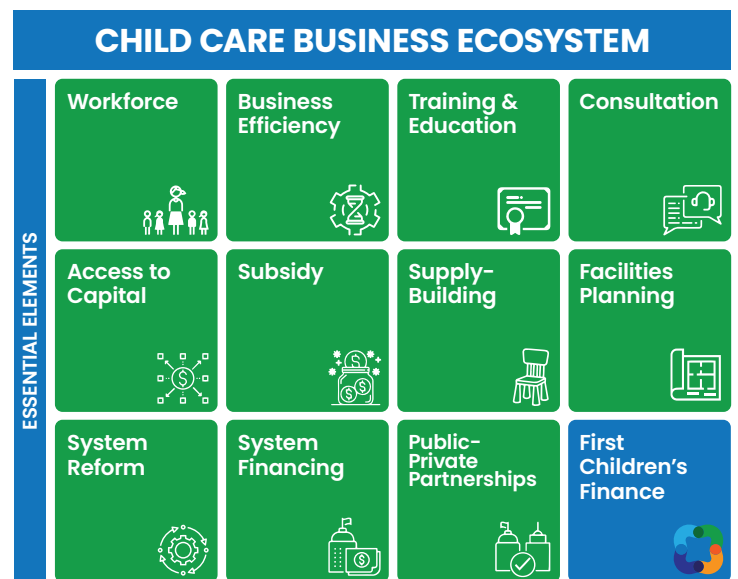 CHILD CARE BUSINESS ECOSYSTEM
ESSENTIAL ELEMENTS
Workforce
Business
Efficiency
Training &
Education
Consultation
Access to
Capital
Subsidy
Supply-
Building
Facilities
Planning
System
Reform
System
Financing
Public-
Private
Partnerships
First
Children’s
Finance